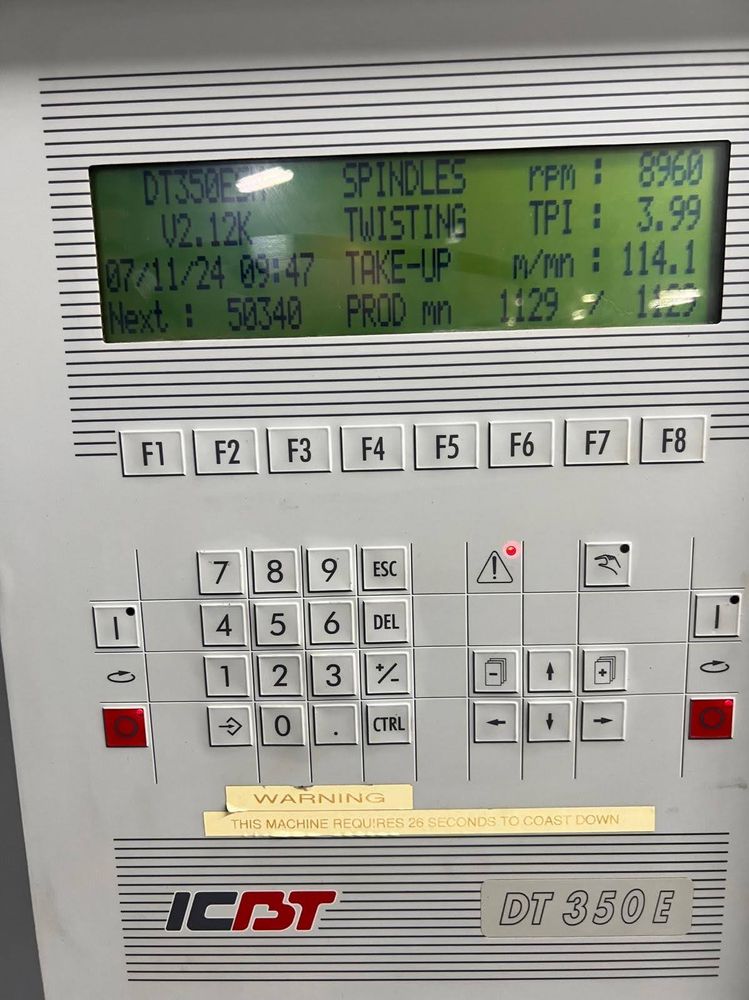 DT350ESM SPINDLES rpm : 8960
V2.12K TWISTING TPI : 3.99
07/11/24 09:47 TAKE-UP m/mn : 114.1
Next : 50340 PROD mn 1129 / 1129
F1 F2 F3 F4 F5 F6 F7 F8
7 8 9 ESC
4 5 6 DEL
1 2 3 +/-
0 . CTRL
WARNING
THIS MACHINE REQUIRES 26 SECONDS TO COAST DOWN
ICBT
DT 350 E